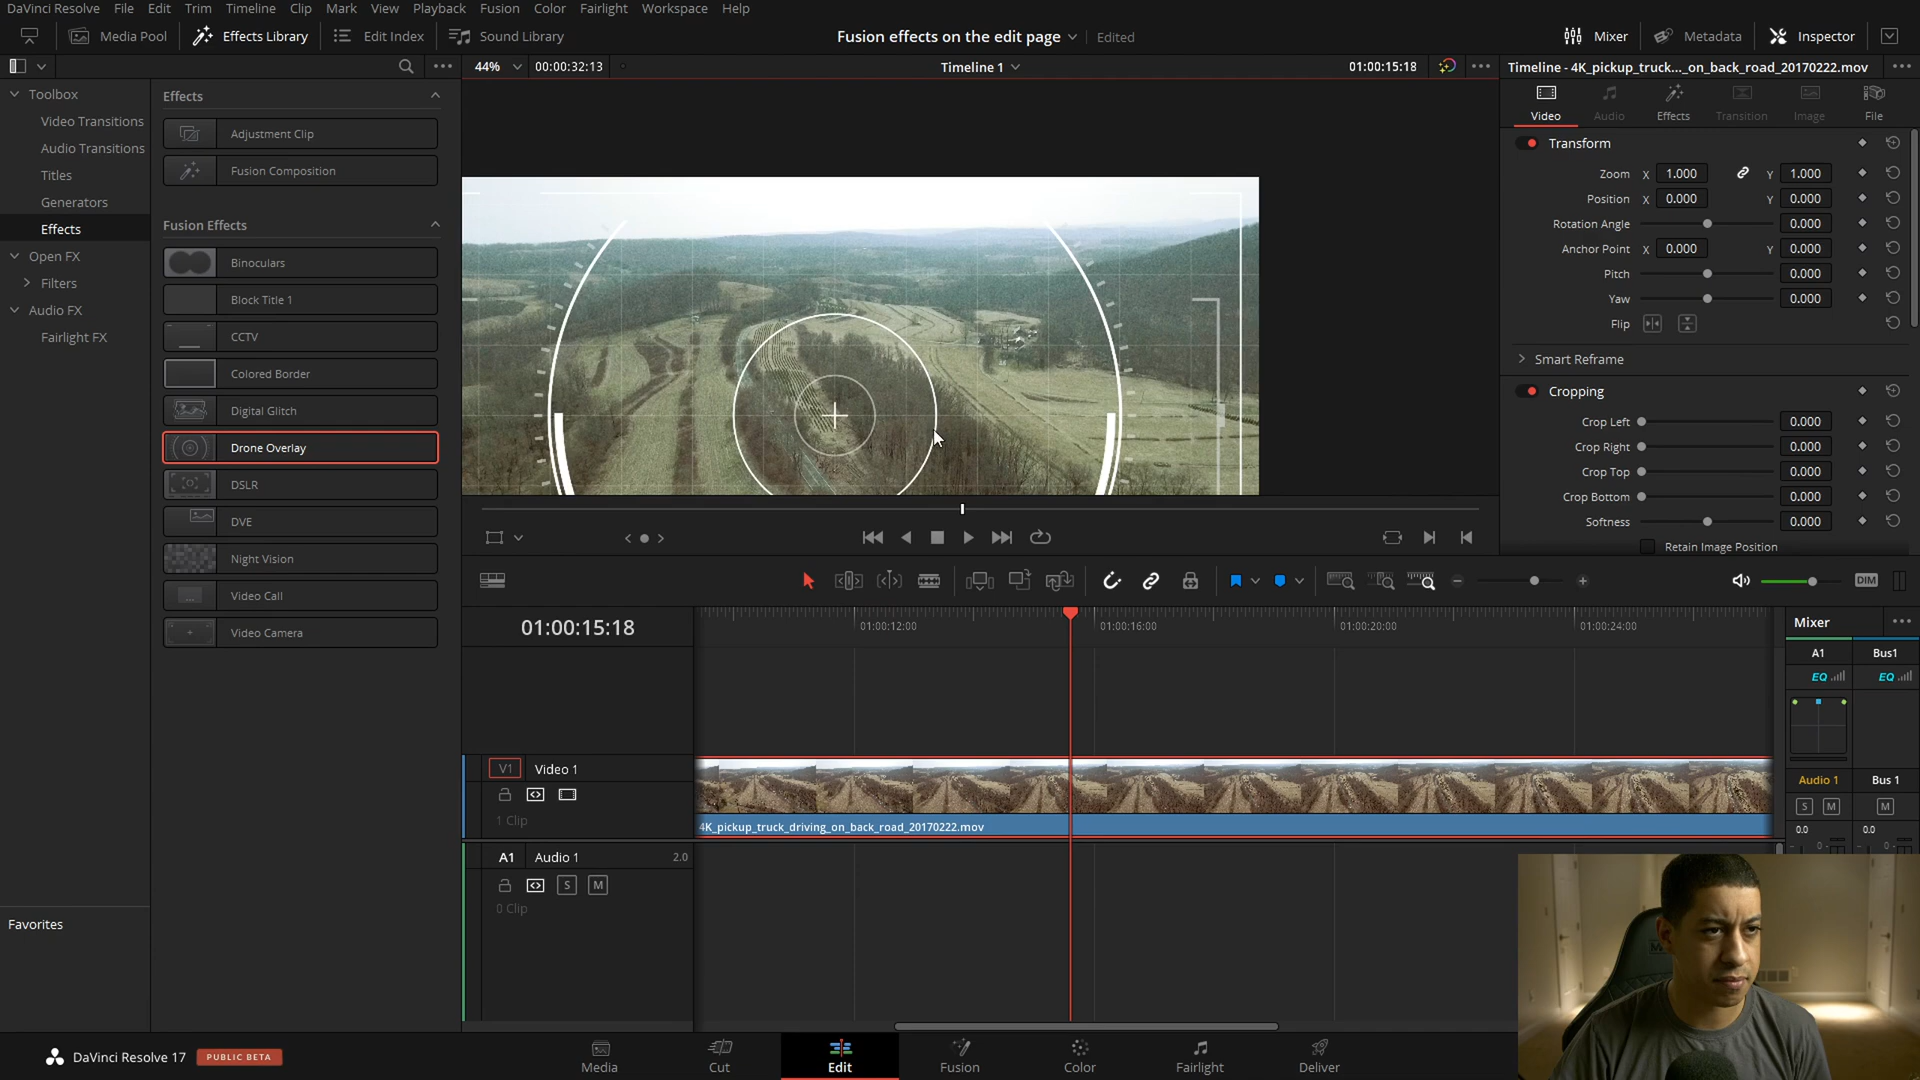 DaVinci Resolve File Edit Trim Timeline Clip Mark View Playback Fusion Color Fairlight Workspace Help
Media Pool Effects Library Edit Index Sound Library Fusion effects on the edit page Edited Mixer Metadata Inspector
44% 00:00:32:13 Timeline 1 01:00:15:18 Timeline - 4K_pickup_truck..._on_back_road_20170222.mov
Toolbox
Video Transitions
Audio Transitions
Titles
Generators
Effects
Open FX
Filters
Audio FX
Fairlight FX
Favorites
Effects
Adjustment Clip
Fusion Composition
Fusion Effects
Binoculars
Block Title 1
CCTV
Colored Border
Digital Glitch
Drone Overlay
DSLR
DVE
Night Vision
Video Call
Video Camera
Video Audio Effects Transition Image File
Transform
Zoom X 1.000 Y 1.000
Position X 0.000 Y 0.000
Rotation Angle 0.000
Anchor Point X 0.000 Y 0.000
Pitch 0.000
Yaw 0.000
Flip
Smart Reframe
Cropping
Crop Left 0.000
Crop Right 0.000
Crop Top 0.000
Crop Bottom 0.000
Softness 0.000
Retain Image Position
DIM
01:00:15:18
01:00:12:00 01:00:16:00 01:00:20:00 01:00:24:00
V1 Video 1
1 Clip
4K_pickup_truck_driving_on_back_road_20170222.mov
A1 Audio 1 2.0
S M
0 Clip
Mixer
A1 Bus1
EQ EQ
Audio 1 Bus 1
S M M
0.0 0.0
0 0
DaVinci Resolve 17 PUBLIC BETA
Media Cut Edit Fusion Color Fairlight Deliver